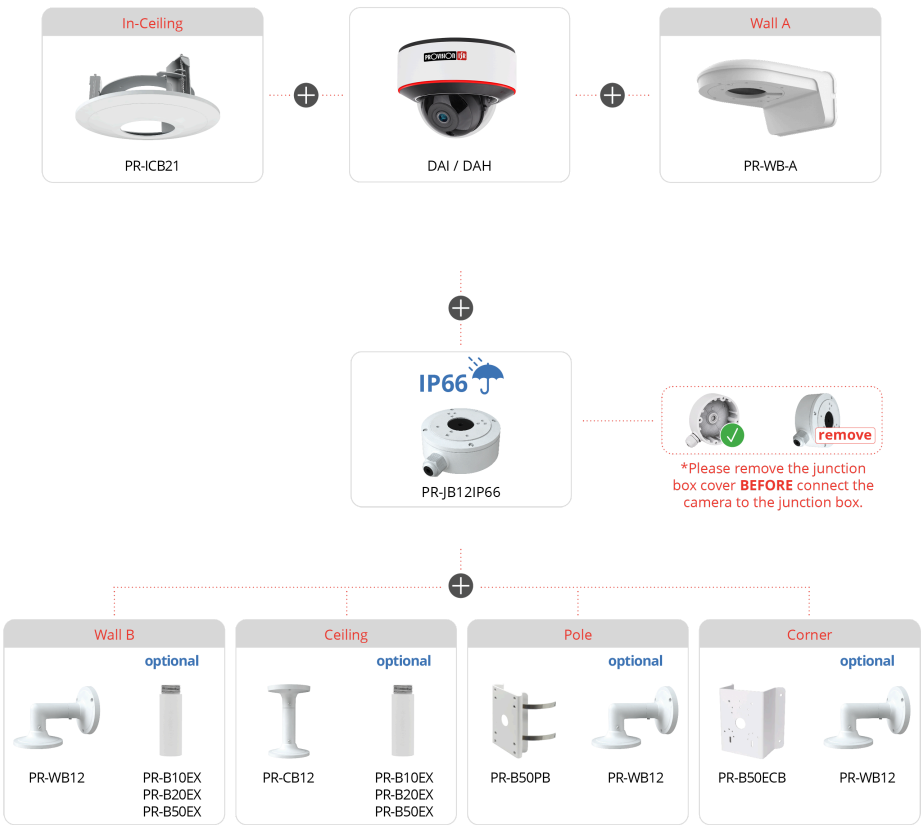 In-Ceiling
PR-ICB21
PROVISION ISR
DAI / DAH
Wall A
PR-WB-A
IP66
PR-JB12IP66
remove
*Please remove the junction
box cover BEFORE connect the
camera to the junction box.
Wall B
optional
PR-WB12
PR-B10EX
PR-B20EX
PR-B50EX
Ceiling
optional
PR-CB12
PR-B10EX
PR-B20EX
PR-B50EX
Pole
optional
PR-B50PB
PR-WB12
Corner
optional
PR-B50ECB
PR-WB12